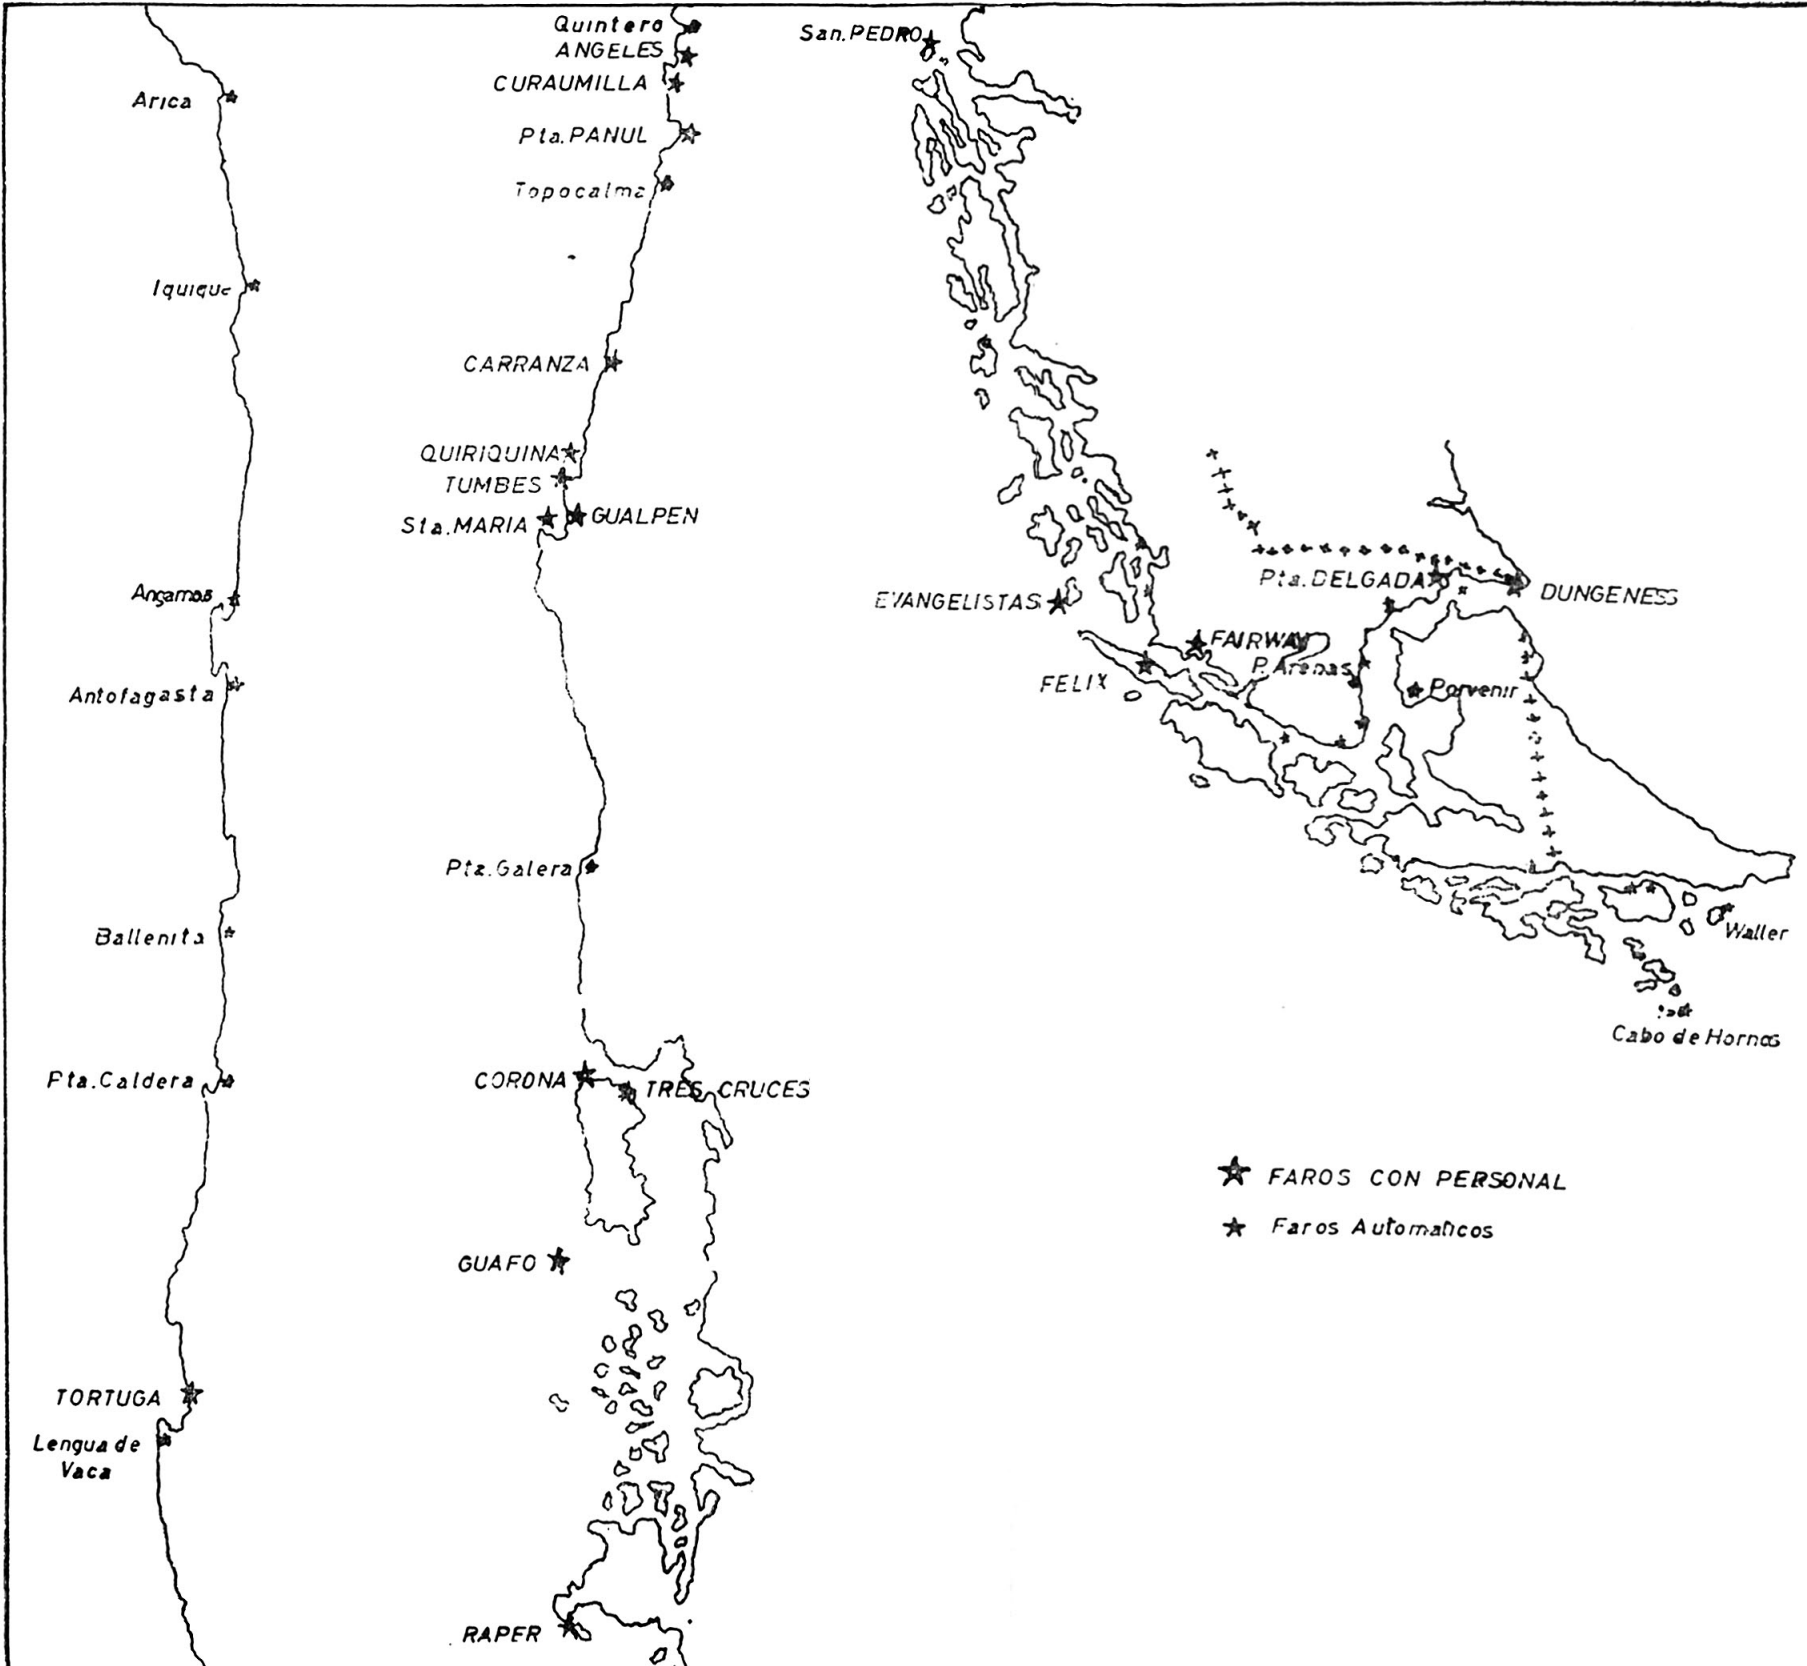 Arica
Iquique
Angamos
Antofagasta
Ballenita
Pta.Caldera
TORTUGA
Lengua de
Vaca
Quintero
ANGELES
CURAUMILLA
Pta.PANUL
Topocalma
CARRANZA
QUIRIQUINA
TUMBES
Sta.MARIA
GUALPEN
Pta.Galera
CORONA
TRES CRUCES
GUAFO
RAPER
San.PEDRO
EVANGELISTAS
FAIRWAY
FELIX
P. Arenas
Pta.DELGADA
DUNGENESS
Porvenir
Waller
Cabo de Hornos
FAROS CON PERSONAL
Faros Automaticos